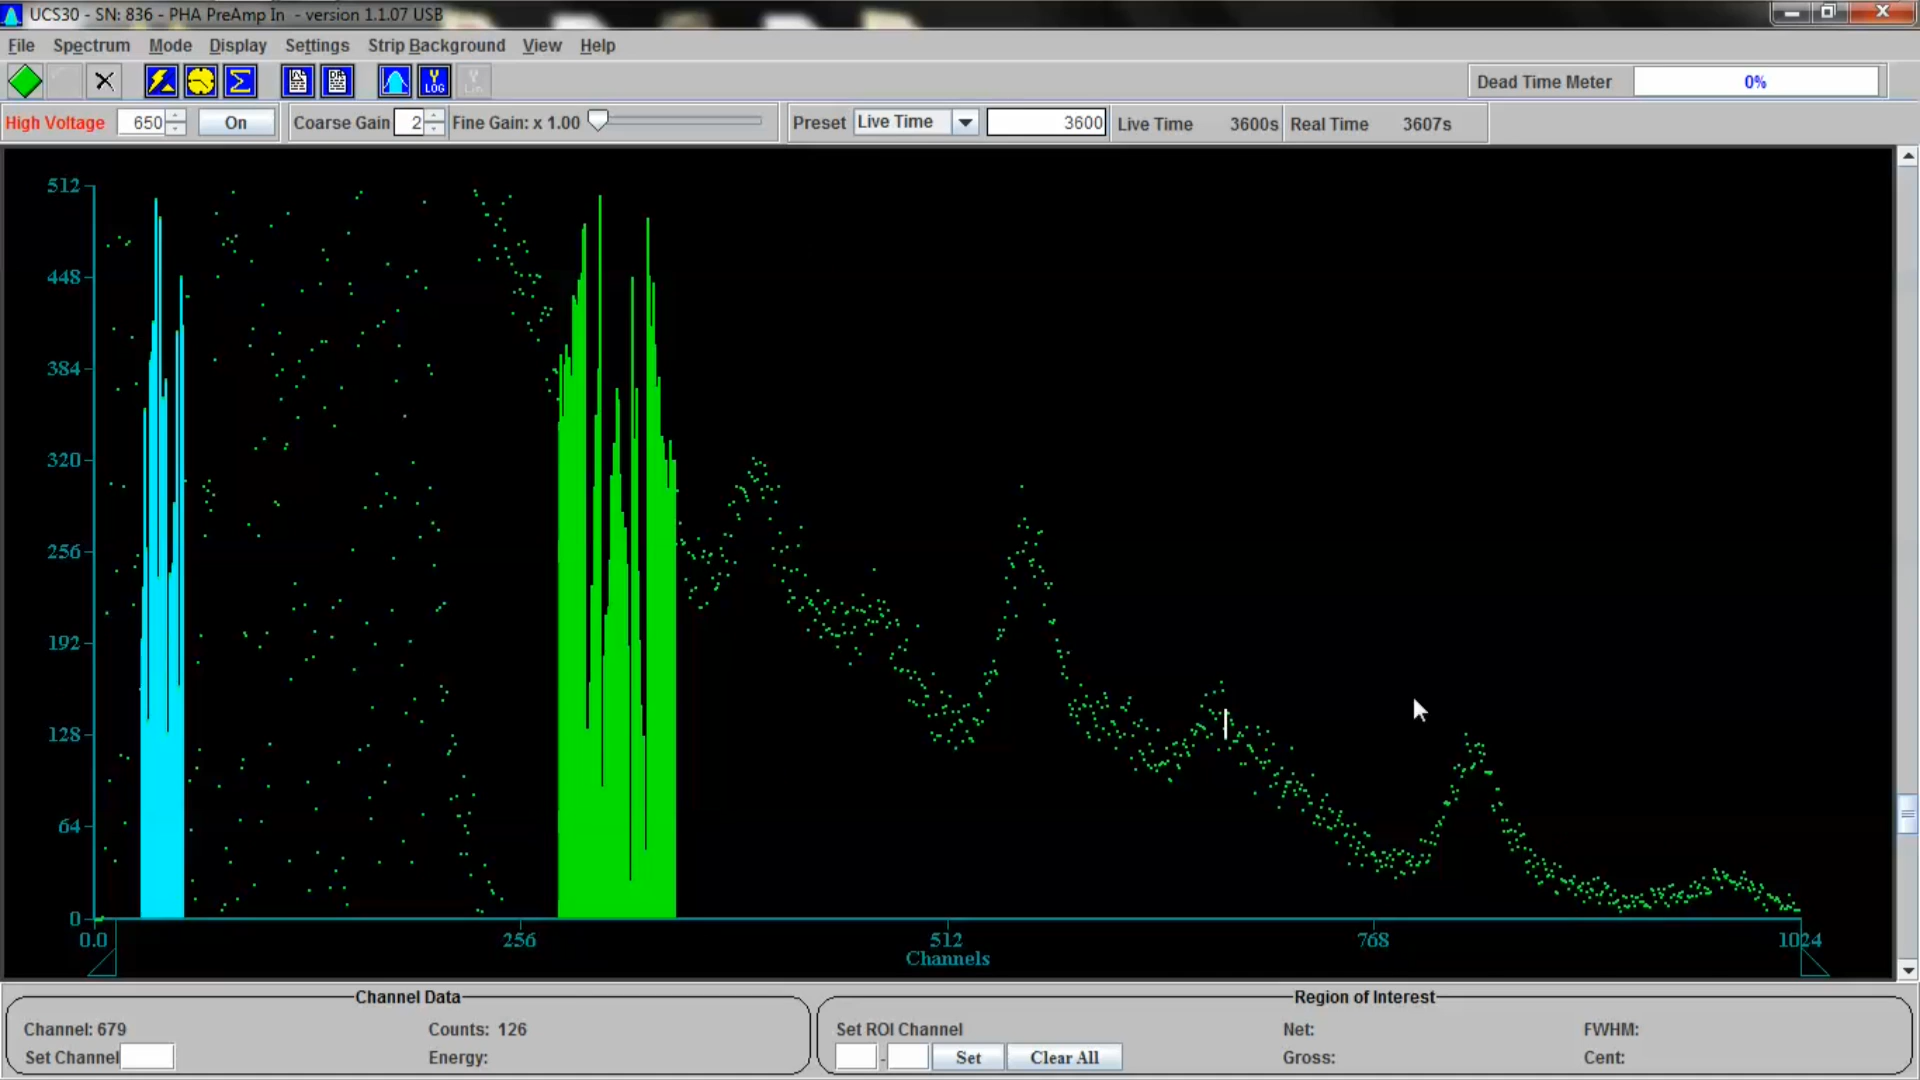 UCS30 - SN: 836 - PHA PreAmp In - version 1.1.07 USB
File Spectrum Mode Display Settings Strip Background View Help
Y LOG
Dead Time Meter 0%
High Voltage 650 On Coarse Gain 2 Fine Gain: x 1.00 Preset Live Time 3600 Live Time 3600s Real Time 3607s
512
448
384
320
256
192
128
64
0
0.0 256 512 768 1024
Channels
Channel Data
Channel: 679 Counts: 126
Set Channel Energy:
Region of Interest
Set ROI Channel Net: FWHM:
- Set Clear All Gross: Cent: